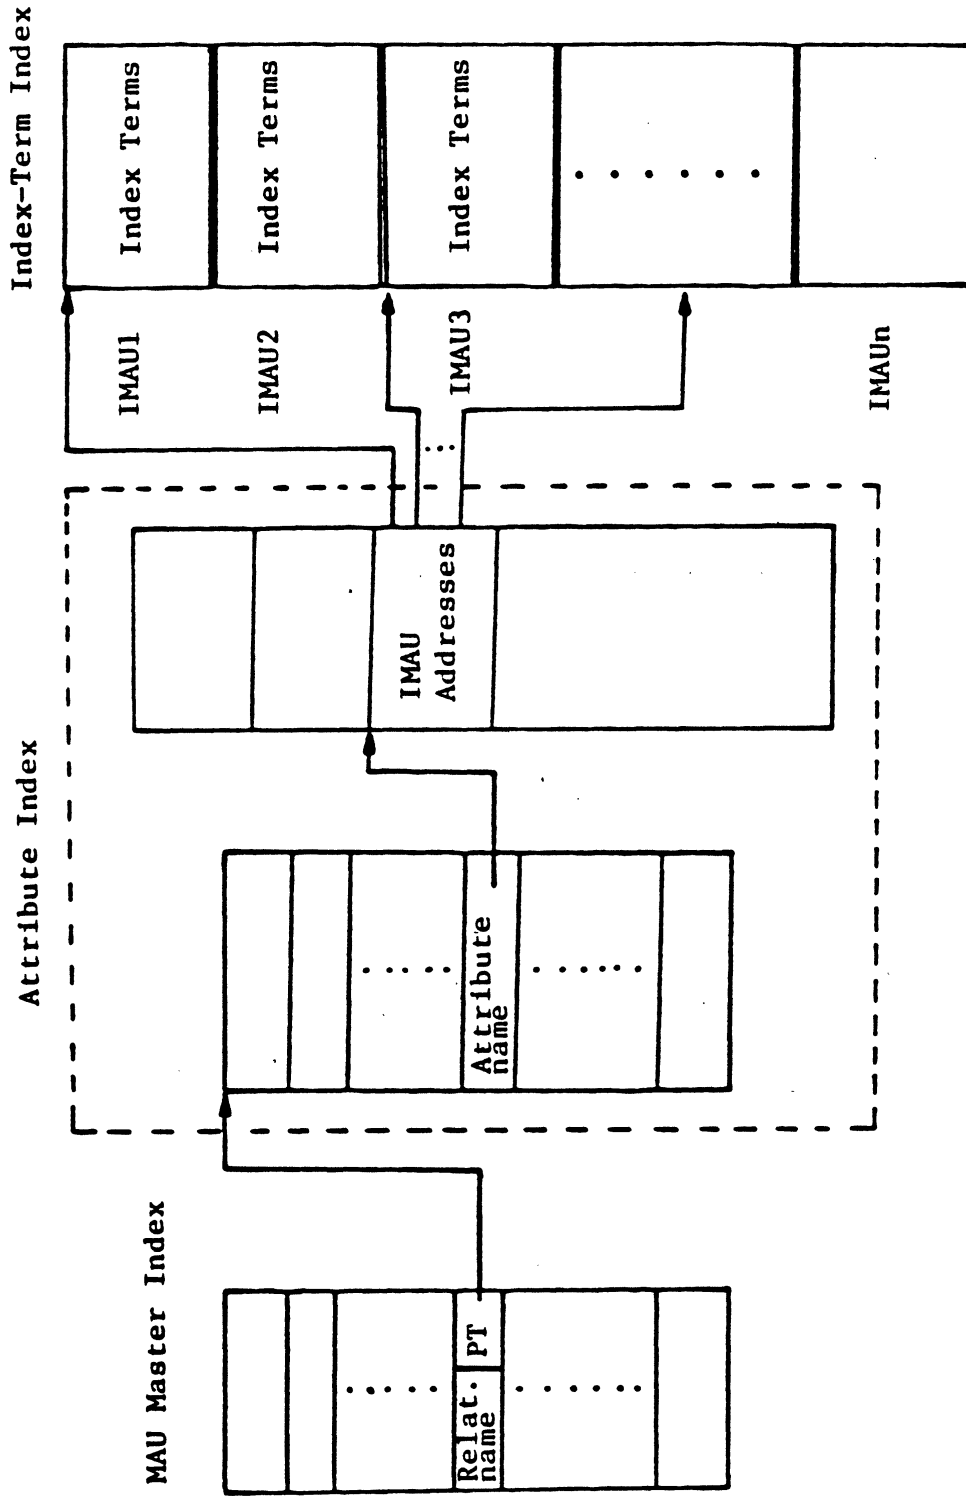 MAU Master Index
Relat.
name
PT
Attribute Index
Attribute
name
IMAU
Addresses
Index-Term Index
IMAU1
Index Terms
IMAU2
Index Terms
IMAU3
Index Terms
IMAUn